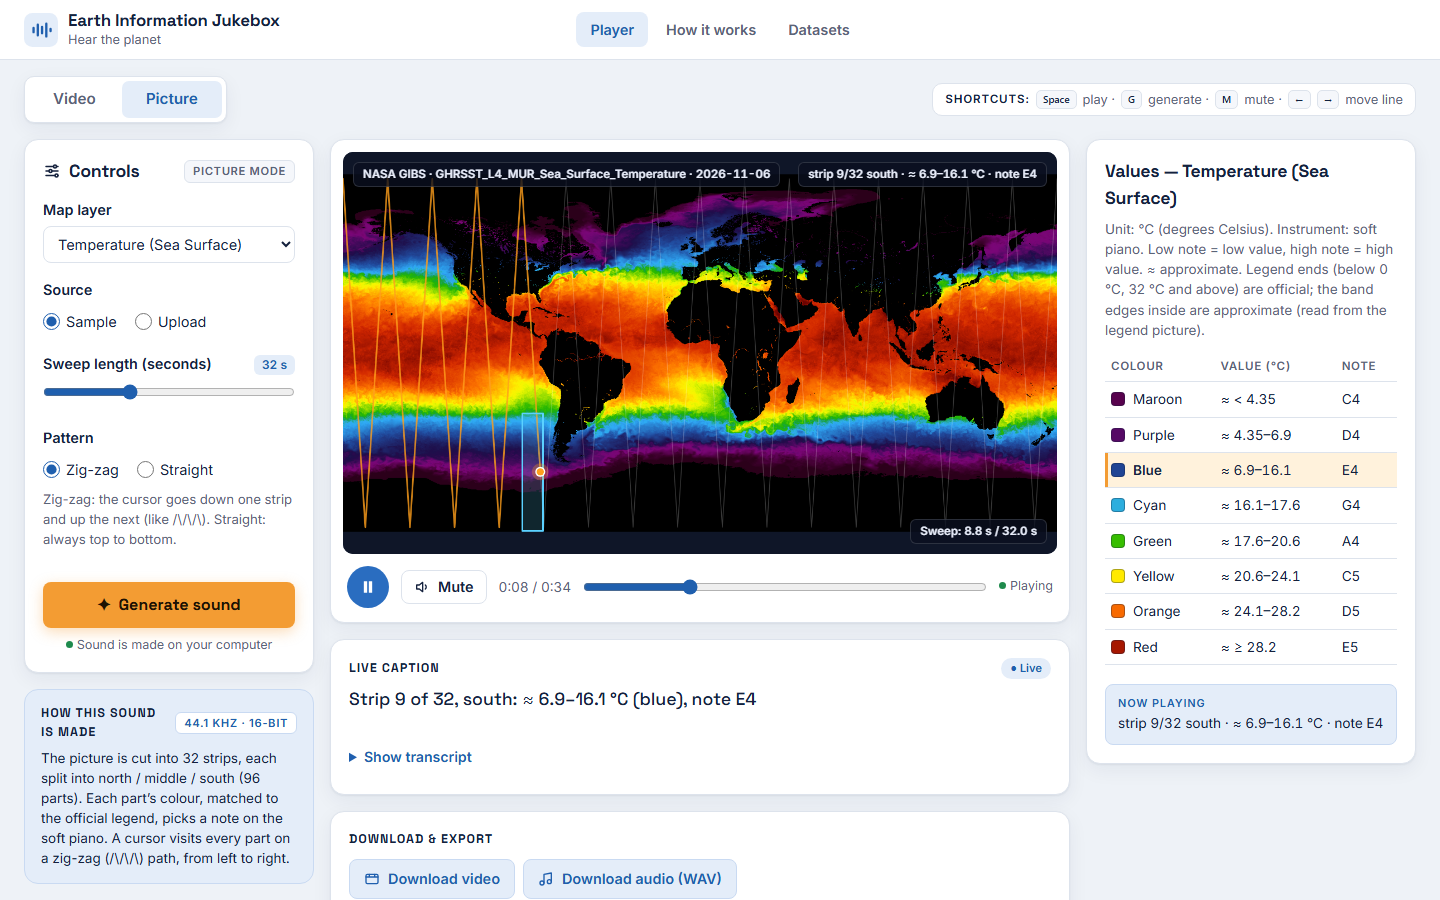 Earth Information Jukebox
Hear the planet
Player
How it works
Datasets
Video
Picture
SHORTCUTS: Space play · G generate · M mute · ← → move line
Controls
PICTURE MODE
Map layer
Temperature (Sea Surface)
Source
Sample
Upload
Sweep length (seconds)
32 s
Pattern
Zig-zag
Straight
Zig-zag: the cursor goes down one strip
and up the next (like /\/\/\). Straight:
always top to bottom.
✦ Generate sound
Sound is made on your computer
HOW THIS SOUND
IS MADE
44.1 KHZ · 16-BIT
The picture is cut into 32 strips, each
split into north / middle / south (96
parts). Each part's colour, matched to
the official legend, picks a note on the
soft piano. A cursor visits every part on
a zig-zag (/\/\/\) path, from left to right.
NASA GIBS · GHRSST_L4_MUR_Sea_Surface_Temperature · 2026-11-06
strip 9/32 south · ≈ 6.9–16.1 °C · note E4
Sweep: 8.8 s / 32.0 s
Mute
0:08 / 0:34
Playing
LIVE CAPTION
Live
Strip 9 of 32, south: ≈ 6.9–16.1 °C (blue), note E4
Show transcript
DOWNLOAD & EXPORT
Download video
Download audio (WAV)
Values — Temperature (Sea
Surface)
Unit: °C (degrees Celsius). Instrument: soft
piano. Low note = low value, high note = high
value. ≈ approximate. Legend ends (below 0
°C, 32 °C and above) are official; the band
edges inside are approximate (read from the
legend picture).
COLOUR VALUE (°C) NOTE
Maroon ≈ < 4.35 C4
Purple ≈ 4.35–6.9 D4
Blue ≈ 6.9–16.1 E4
Cyan ≈ 16.1–17.6 G4
Green ≈ 17.6–20.6 A4
Yellow ≈ 20.6–24.1 C5
Orange ≈ 24.1–28.2 D5
Red ≈ ≥ 28.2 E5
NOW PLAYING
strip 9/32 south · ≈ 6.9–16.1 °C · note E4